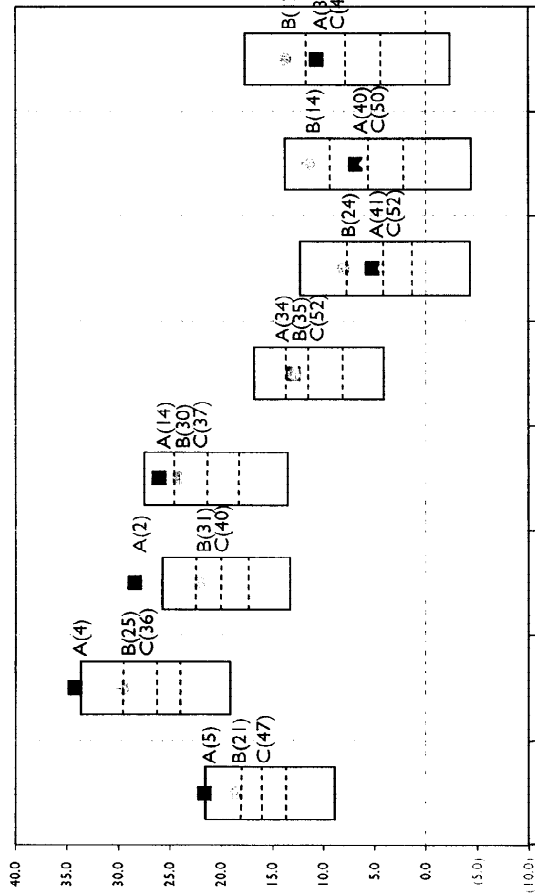 A(5)
B(21)
C(47)
A(4)
B(25)
C(36)
A(2)
B(31)
C(40)
A(14)
B(30)
C(37)
A(34)
B(35)
C(52)
B(24)
A(41)
C(52)
B(14)
A(40)
C(50)
40.0
35.0
30.0
25.0
20.0
15.0
10.0
5.0
0.0
(5.0)
(10.0)